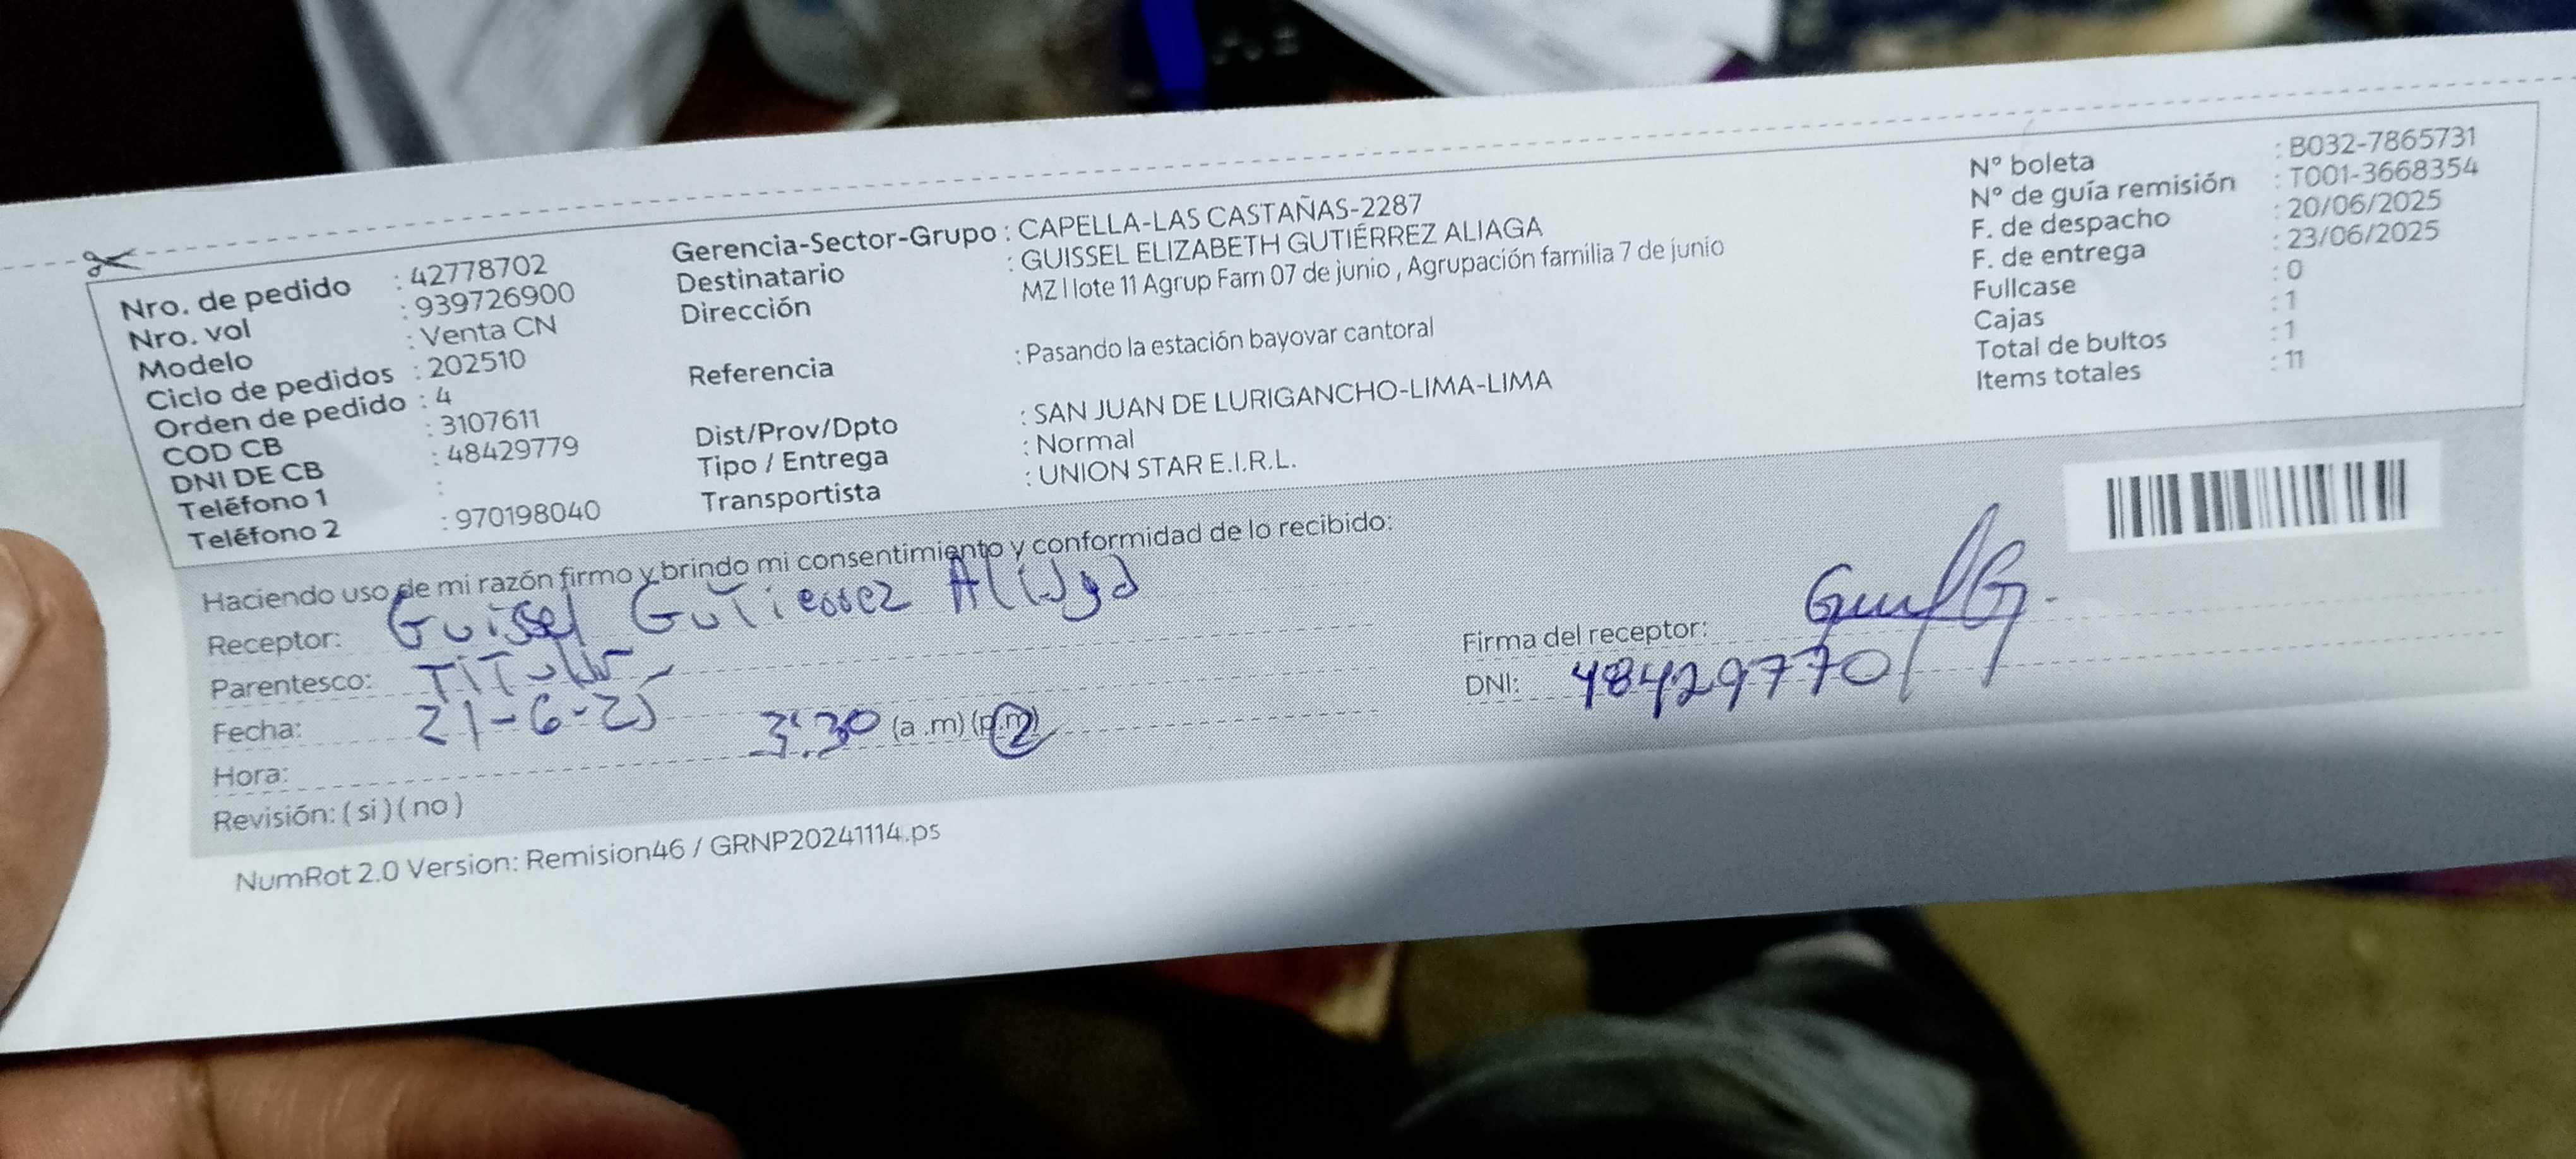 Nro. de pedido : 42778702
Nro. vol : 939726900
Modelo : Venta CN
Ciclo de pedidos : 202510
Orden de pedido : 4
COD CB : 3107611
DNI DE CB : 48429779
Teléfono 1 :
Teléfono 2 : 970198040
Gerencia-Sector-Grupo : CAPELLA-LAS CASTAÑAS-2287
Destinatario : GUISSEL ELIZABETH GUTIÉRREZ ALIAGA
Dirección MZ I lote 11 Agrup Fam 07 de junio , Agrupación familia 7 de junio
Referencia : Pasando la estación bayovar cantoral
Dist/Prov/Dpto : SAN JUAN DE LURIGANCHO-LIMA-LIMA
Tipo / Entrega : Normal
Transportista : UNION STAR E.I.R.L.
N° boleta : B032-7865731
N° de guía remisión : T001-3668354
F. de despacho : 20/06/2025
F. de entrega : 23/06/2025
Fullcase : 0
Cajas : 1
Total de bultos : 1
Items totales : 11
Haciendo uso de mi razón firmo y brindo mi consentimiento y conformidad de lo recibido:
Receptor: Guissel Gutierrez Aliaga
Parentesco: Titular
Fecha: 21-6-25
Hora: 3:30 (a .m) (p.m)
Revisión: ( si ) ( no )
Firma del receptor:
DNI: 48429770
NumRot 2.0 Version: Remision46 / GRNP20241114.ps